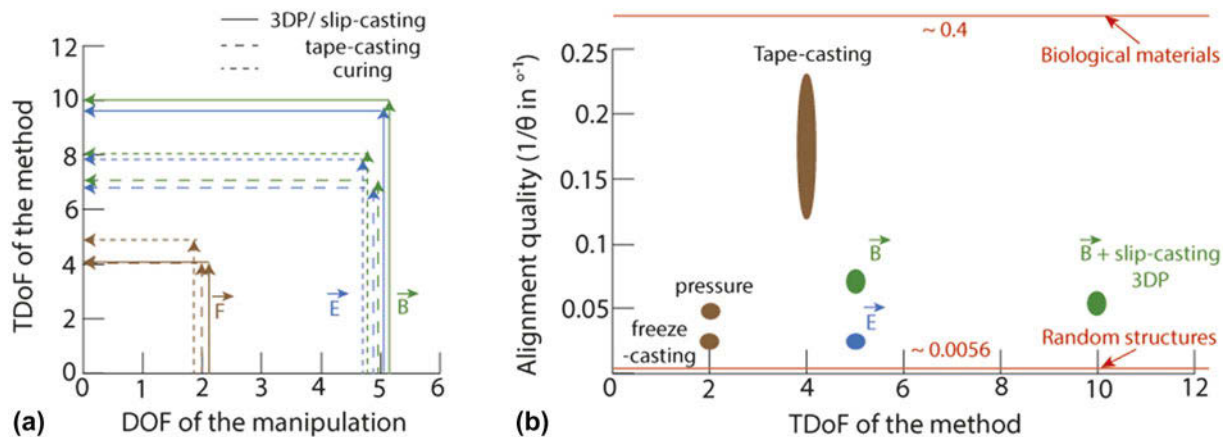 3DP/ slip-casting
tape-casting
curing
TDoF of the method
12
10
8
6
4
2
0
F
E
B
0 1 2 3 4 5 6
DOF of the manipulation
(a)
Alignment quality (1/θ in °⁻¹)
0.25
0.2
0.15
0.1
0.05
~ 0.4
Biological materials
Tape-casting
B
B + slip-casting
3DP
pressure
E
freeze
-casting
~ 0.0056
Random structures
2 4 6 8 10 12
TDoF of the method
(b)